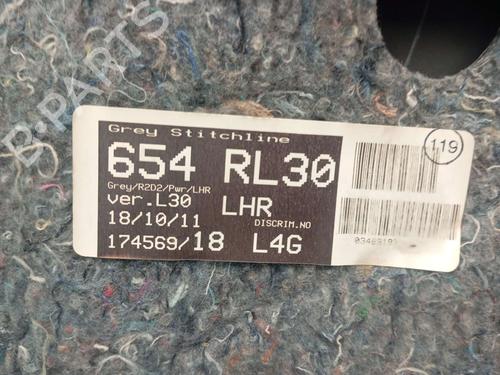 B-PARTS
Grey Stitchline
654 RL30
Grey/R2D2/Pwr/LHR
ver.L30 LHR
18/10/11 DISCRIM.NO
174569/18 L4G
119